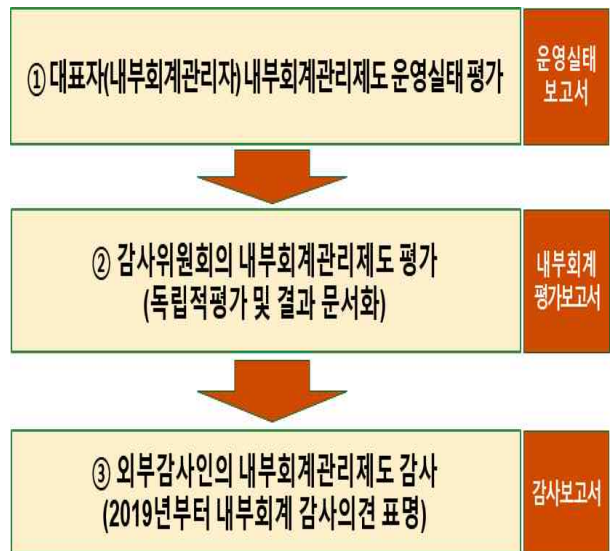 ① 대표자(내부회계관리자) 내부회계관리제도 운영실태 평가
운영실태
보고서
② 감사위원회의 내부회계관리제도 평가
(독립적평가 및 결과 문서화)
내부회계
평가보고서
③ 외부감사인의 내부회계관리제도 감사
(2019년부터 내부회계 감사의견 표명)
감사보고서